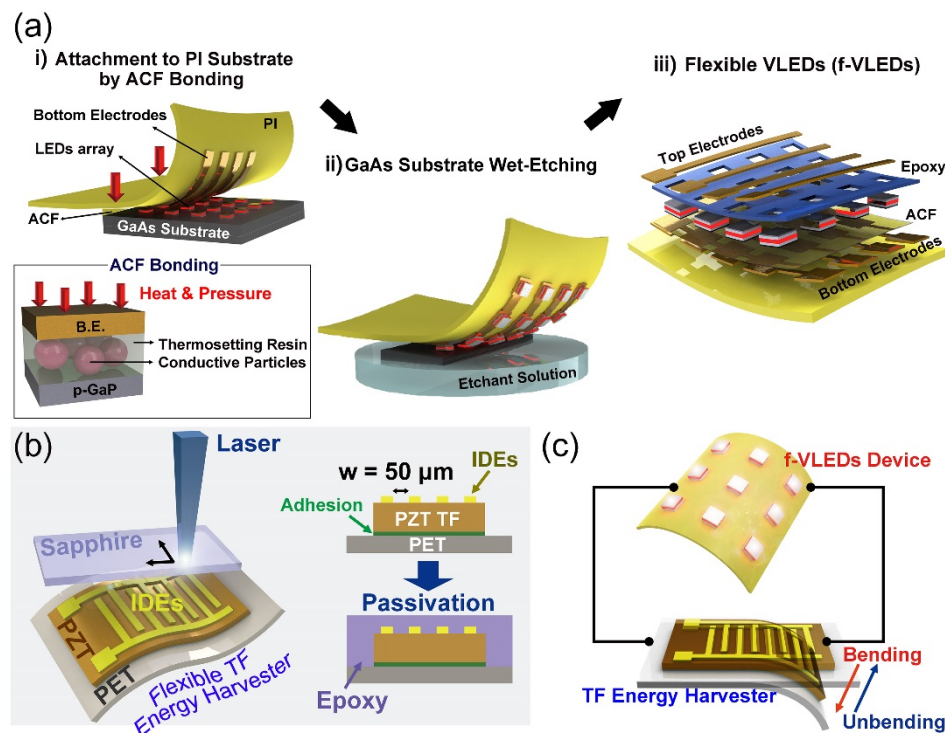 (a)
i) Attachment to PI Substrate
by ACF Bonding
Bottom Electrodes
PI
LEDs array
ACF
GaAs Substrate
ACF Bonding
Heat & Pressure
B.E.
Thermosetting Resin
Conductive Particles
p-GaP
ii) GaAs Substrate Wet-Etching
Etchant Solution
iii) Flexible VLEDs (f-VLEDs)
Top Electrodes
Epoxy
ACF
Bottom Electrodes
(b)
Laser
Sapphire
IDEs
PZT
PET
Flexible TF
Energy Harvester
w = 50 µm
IDEs
Adhesion
PZT TF
PET
Passivation
Epoxy
(c)
f-VLEDs Device
Bending
TF Energy Harvester
Unbending